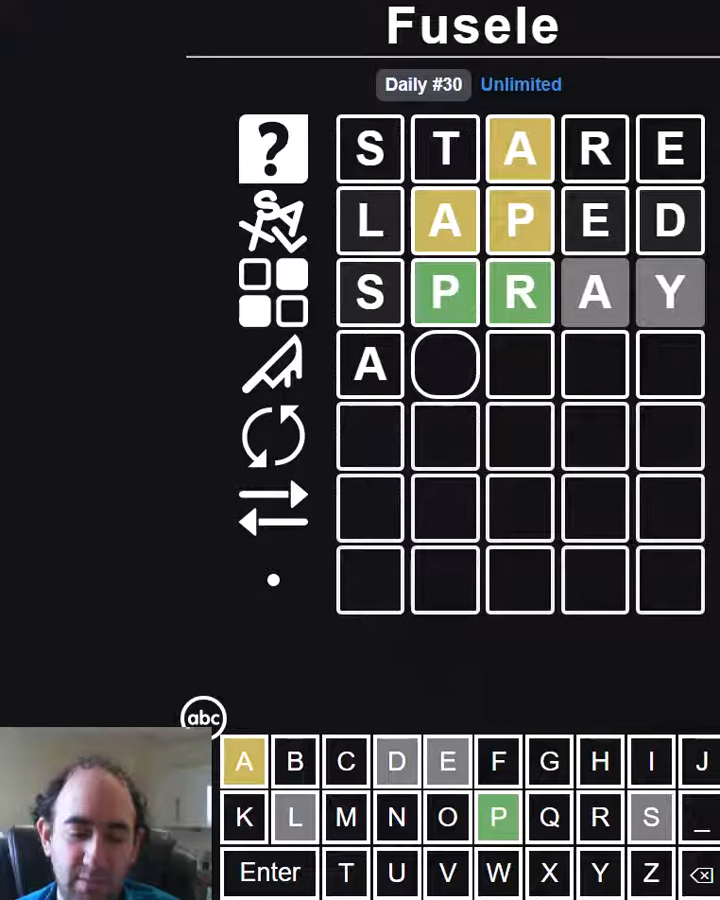 Fusele
Daily #30 Unlimited
? S T A R E
L A P E D
S P R A Y
A
abc
A B C D E F G H I J
K L M N O P Q R S _
Enter T U V W X Y Z